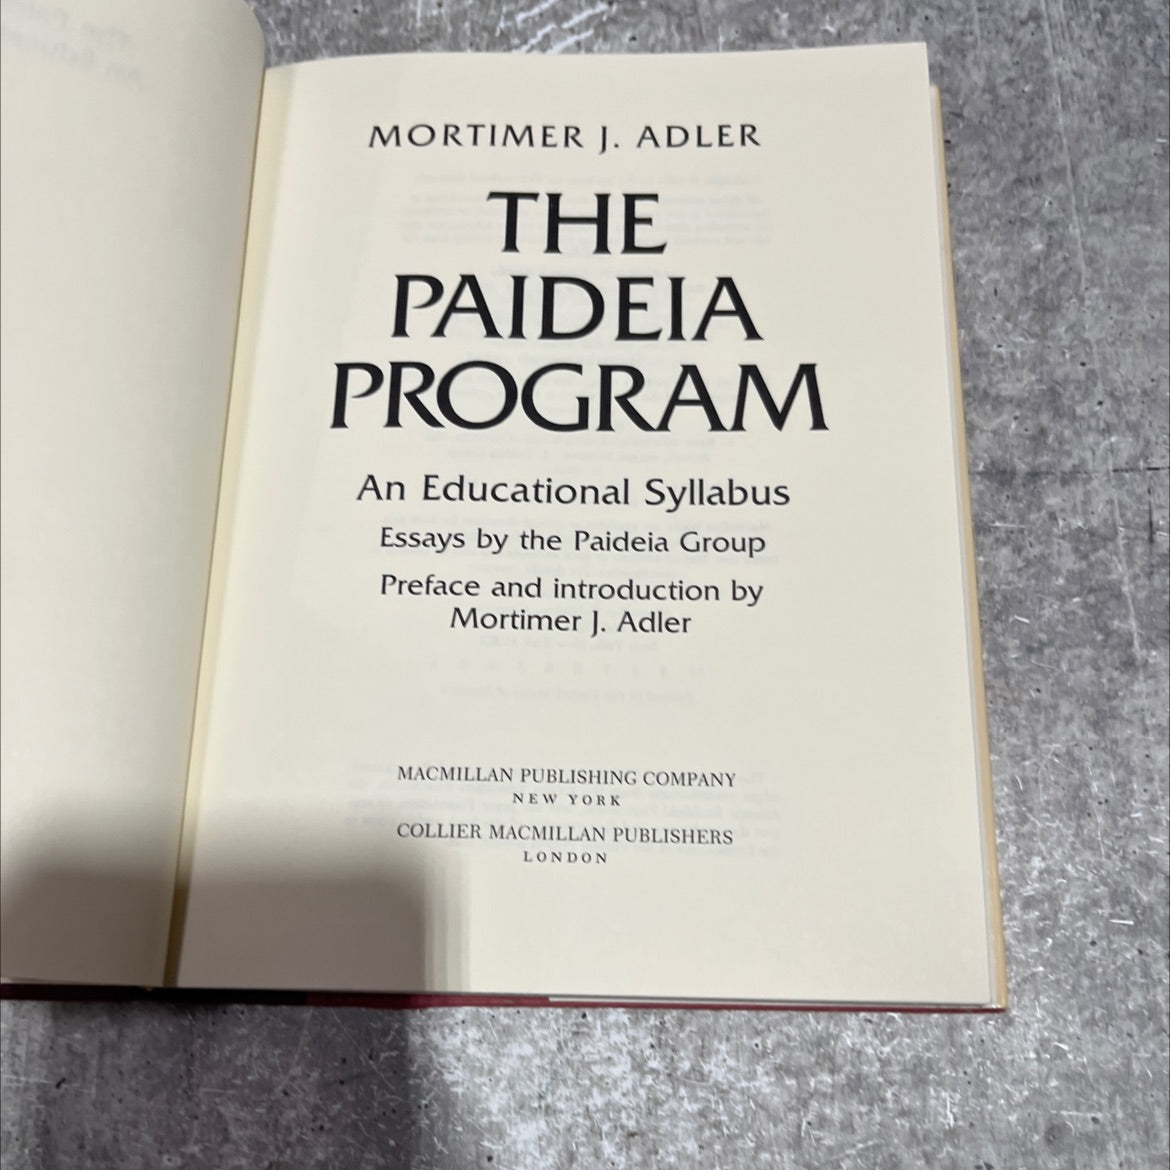 MORTIMER J. ADLER
THE
PAIDEIA
PROGRAM
An Educational Syllabus
Essays by the Paideia Group
Preface and introduction by
Mortimer J. Adler
MACMILLAN PUBLISHING COMPANY
NEW YORK
COLLIER MACMILLAN PUBLISHERS
LONDON